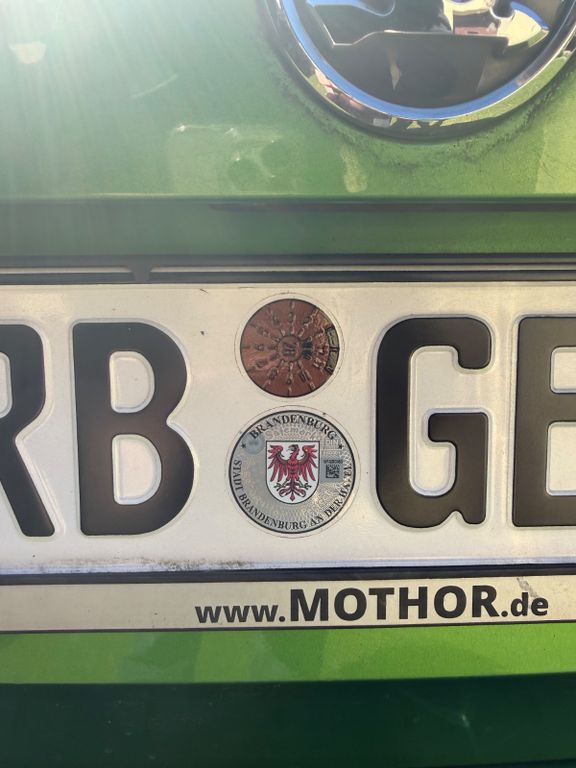 RB GE
BRANDENBURG
STADT BRANDENBURG AN DER HAVEL
www.MOTHOR.de